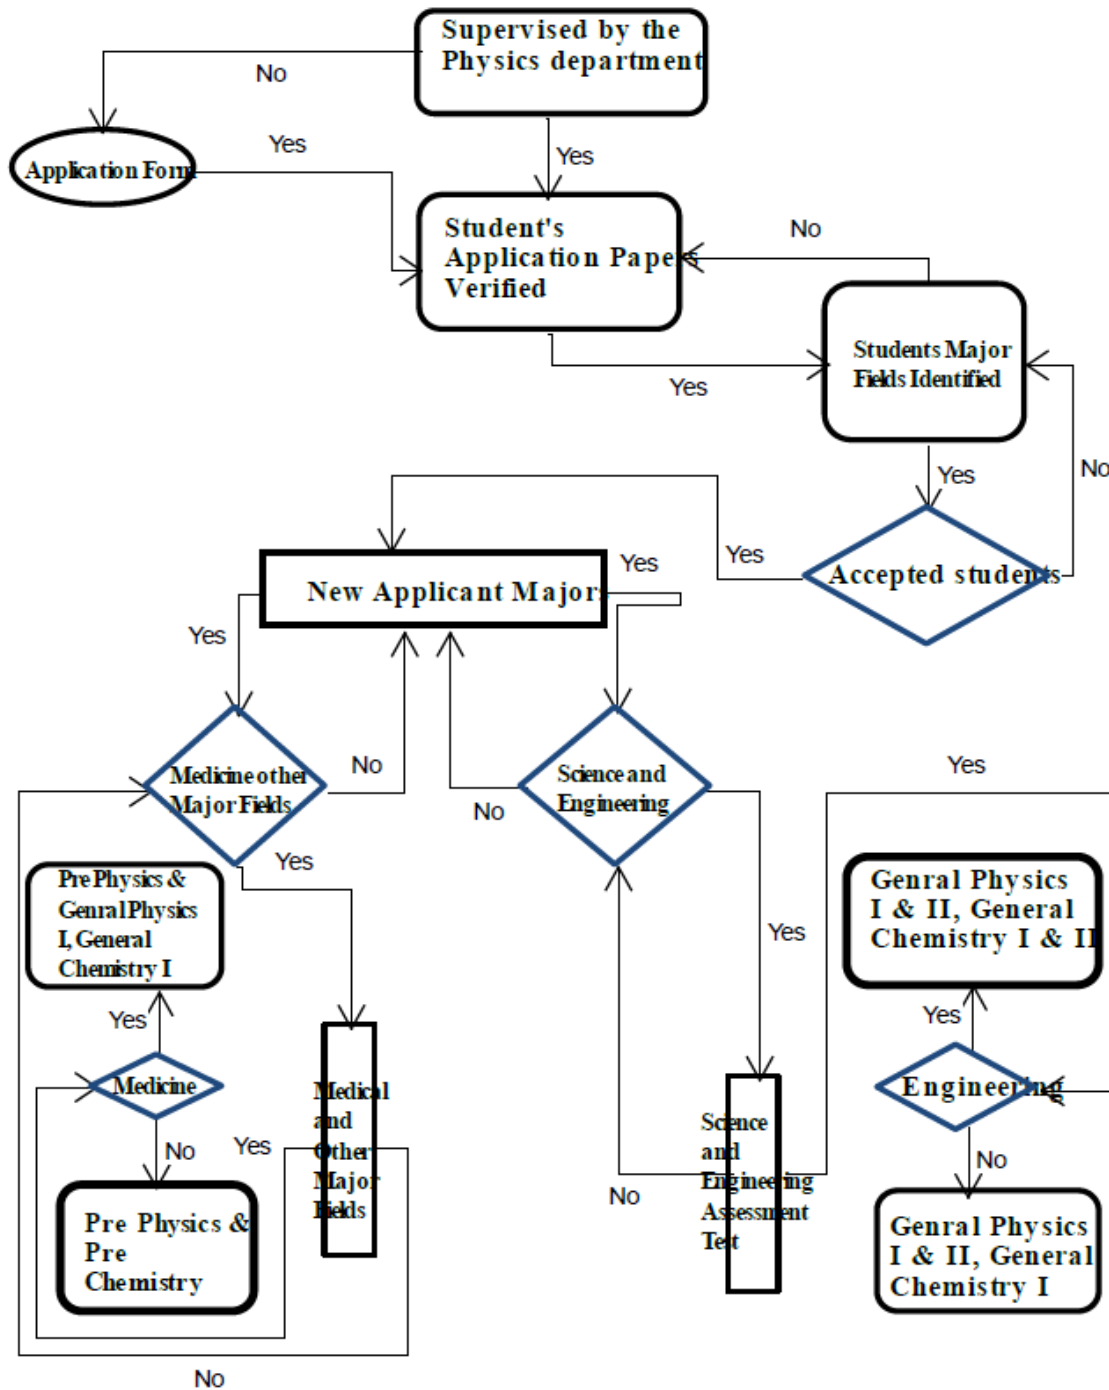 Supervised by the
Physics department
No
Application Form
Yes
Yes
Student's
Application Papers
Verified
No
Students Major
Fields Identified
Yes
No
Yes
Accepted students
Yes
New Applicant Majors
Yes
Yes
Medicine other
Major Fields
No
Science and
Engineering
No
Yes
Yes
Pre Physics &
Genral Physics
I, General
Chemistry I
Yes
Genral Physics
I & II, General
Chemistry I & II
Yes
Yes
Medicine
Engineering
Medical
and
Other
Major
Fields
Yes
No
No
Science
and
Engineering
Assessment
Test
No
Pre Physics &
Pre
Chemistry
Genral Physics
I & II, General
Chemistry I
No